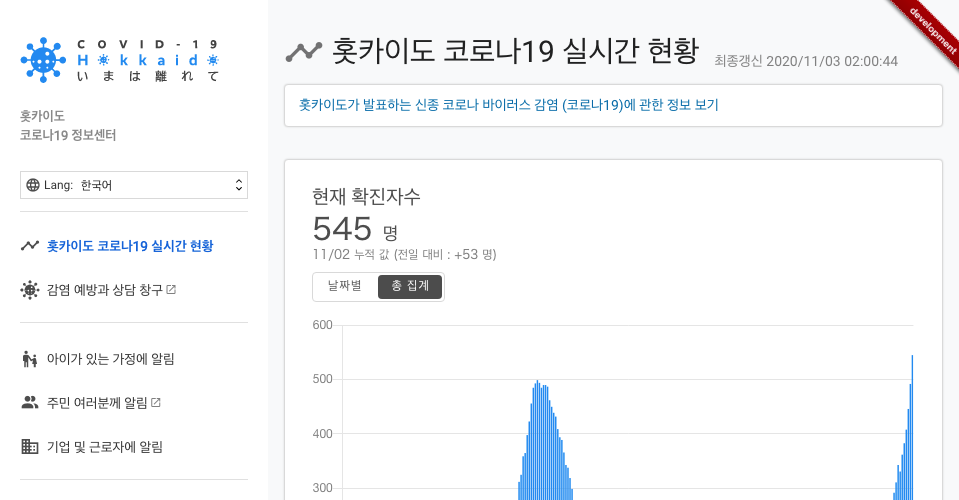 COVID-19
Hokkaido
いまは離れて
홋카이도
코로나19 정보센터
Lang: 한국어
홋카이도 코로나19 실시간 현황
감염 예방과 상담 창구
아이가 있는 가정에 알림
주민 여러분께 알림
기업 및 근로자에 알림
홋카이도 코로나19 실시간 현황
최종갱신 2020/11/03 02:00:44
development
홋카이도가 발표하는 신종 코로나 바이러스 감염 (코로나19)에 관한 정보 보기
현재 확진자수
545 명
11/02 누적 값 (전일 대비 : +53 명)
날짜별 총 집계
600
500
400
300